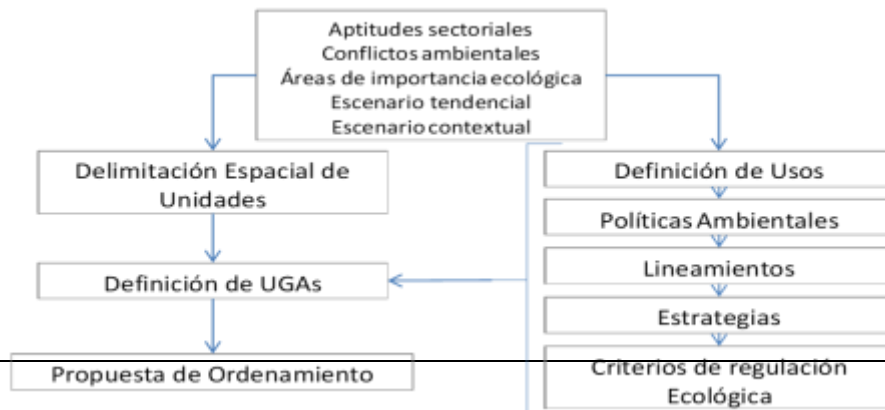 Aptitudes sectoriales
Conflictos ambientales
Áreas de importancia ecológica
Escenario tendencial
Escenario contextual
Delimitación Espacial de
Unidades
Definición de UGAs
Propuesta de Ordenamiento
Definición de Usos
Políticas Ambientales
Lineamientos
Estrategias
Criterios de regulación
Ecológica